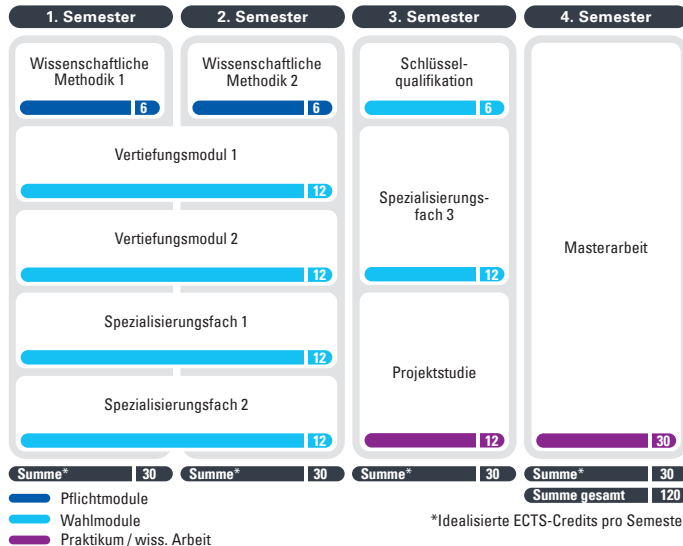 1. Semester
2. Semester
3. Semester
4. Semester
Wissenschaftliche
Methodik 1
6
Wissenschaftliche
Methodik 2
6
Schlüssel-
qualifikation
6
Vertiefungsmodul 1
12
Vertiefungsmodul 2
12
Spezialisierungsfach 1
12
Spezialisierungsfach 2
12
Spezialisierungs-
fach 3
12
Projektstudie
12
Masterarbeit
30
Summe* 30
Summe* 30
Summe* 30
Summe* 30
Summe gesamt 120
Pflichtmodule
Wahlmodule
Praktikum / wiss. Arbeit
*Idealisierte ECTS-Credits pro Semeste